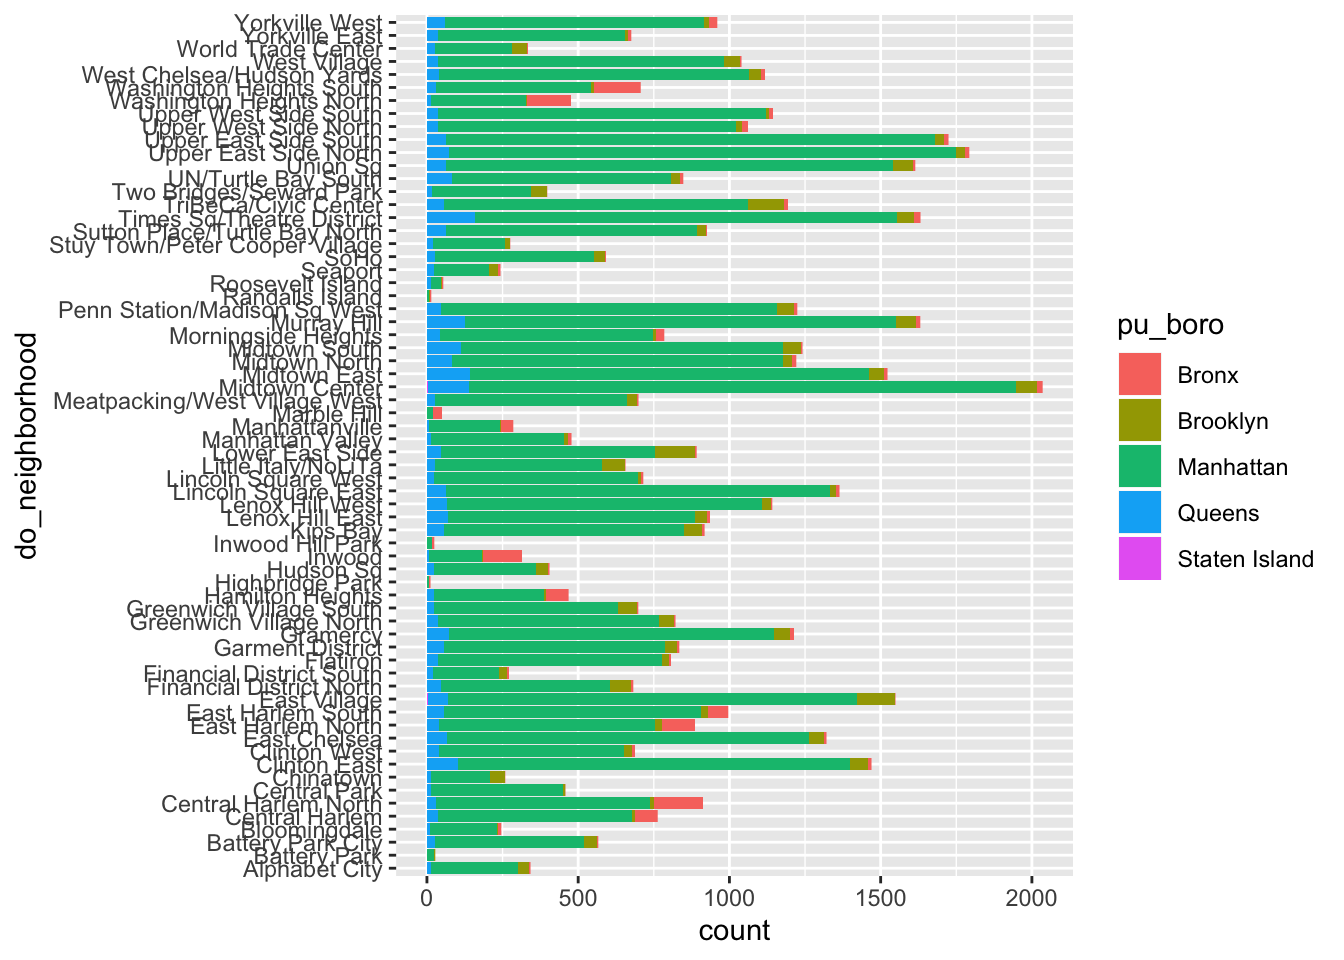 Yorkville West
Yorkville East
World Trade Center
West Village
West Chelsea/Hudson Yards
Washington Heights South
Washington Heights North
Upper West Side South
Upper West Side North
Upper East Side South
Upper East Side North
Union Sq
UN/Turtle Bay South
Two Bridges/Seward Park
TriBeCa/Civic Center
Times Sq/Theatre District
Sutton Place/Turtle Bay North
Stuy Town/Peter Cooper Village
SoHo
Seaport
Roosevelt Island
Randalls Island
Penn Station/Madison Sq West
Murray Hill
Morningside Heights
Midtown South
Midtown North
Midtown East
Midtown Center
Meatpacking/West Village West
Marble Hill
Manhattanville
Manhattan Valley
Lower East Side
Little Italy/NoLiTa
Lincoln Square West
Lincoln Square East
Lenox Hill West
Lenox Hill East
Kips Bay
Inwood Hill Park
Inwood
Hudson Sq
Highbridge Park
Hamilton Heights
Greenwich Village South
Greenwich Village North
Gramercy
Garment District
Flatiron
Financial District South
Financial District North
East Village
East Harlem South
East Harlem North
East Chelsea
Clinton West
Clinton East
Chinatown
Central Park
Central Harlem North
Central Harlem
Bloomingdale
Battery Park City
Battery Park
Alphabet City
do_neighborhood
0 500 1000 1500 2000
count
pu_boro
Bronx
Brooklyn
Manhattan
Queens
Staten Island